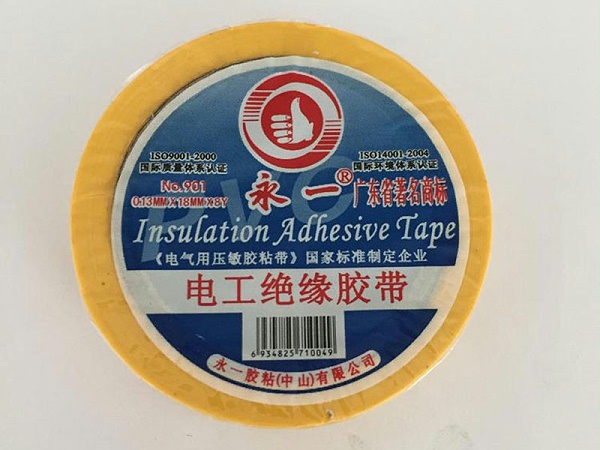 ISO9001-2000
国际质量体系认证
ISO14001-2004
国际环境体系认证
No.901
0.13MM×18MM×8Y
永一®
广东省著名商标
PVC
Insulation Adhesive Tape
《电气用压敏胶粘带》国家标准制定企业
电工绝缘胶带
6 934825 710049
永一胶粘(中山)有限公司